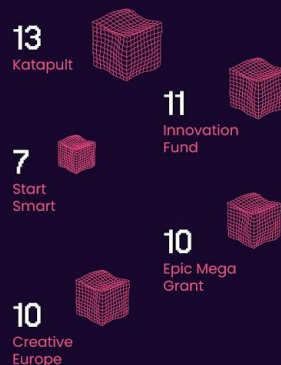 13
Katapult
11
Innovation
Fund
7
Start
Smart
10
Epic Mega
Grant
10
Creative
Europe